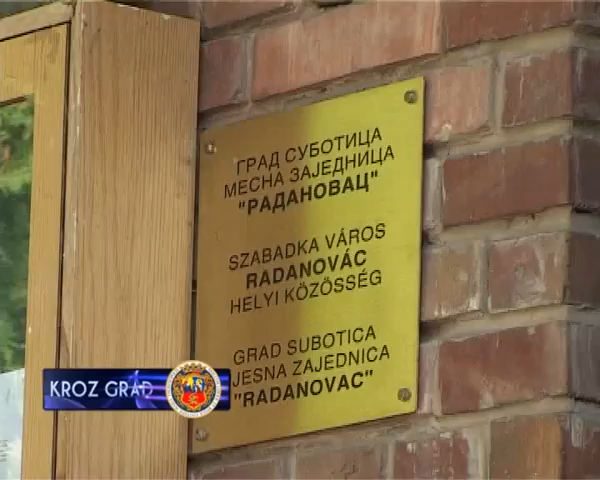 ГРАД СУБОТИЦА
МЕСНА ЗАЈЕДНИЦА
"РАДАНОВАЦ"
SZABADKA VÁROS
RADANOVÁC
HELYI KÖZÖSSÉG
GRAD SUBOTICA
JESNA ZAJEDNICA
"RADANOVAC"
KROZ GRAD